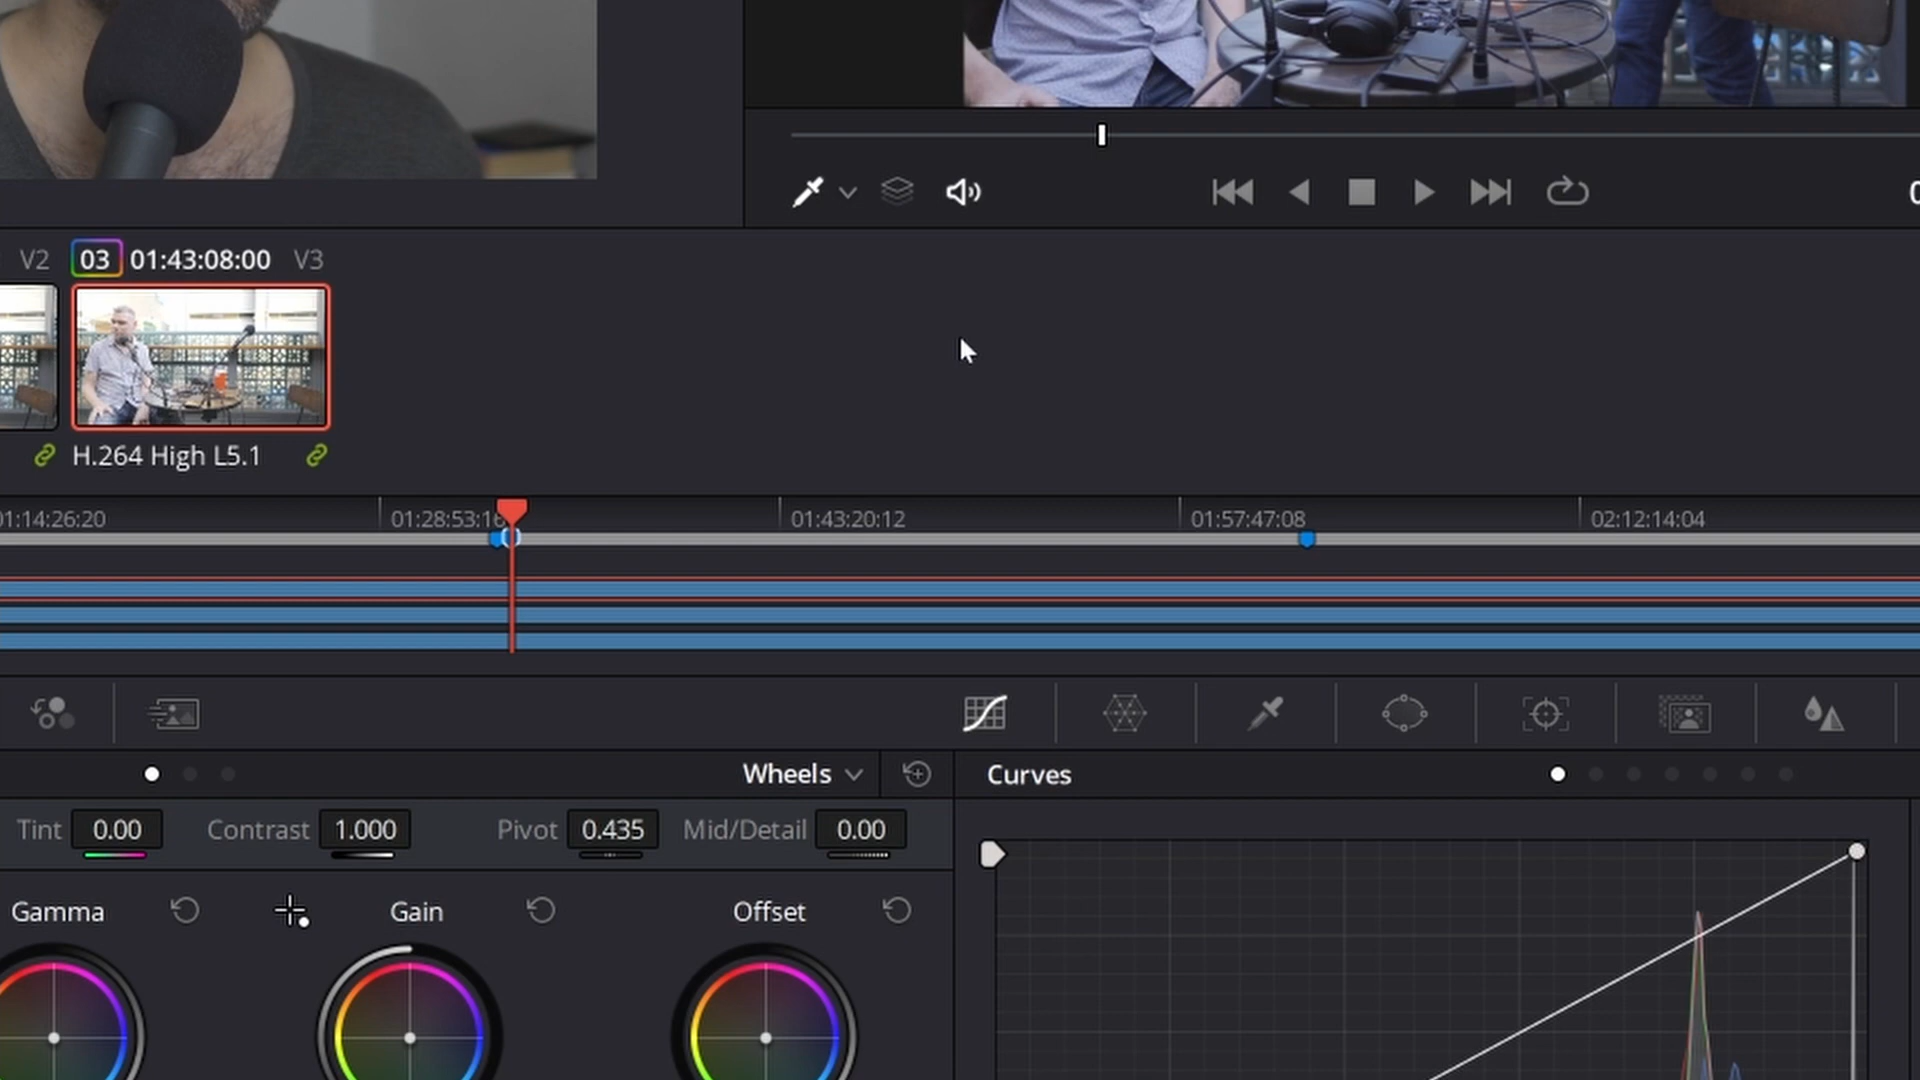 V2 03 01:43:08:00 V3
H.264 High L5.1
01:14:26:20 01:28:53:16 01:43:20:12 01:57:47:08 02:12:14:04
Wheels
Curves
Tint 0.00 Contrast 1.000 Pivot 0.435 Mid/Detail 0.00
Gamma Gain Offset